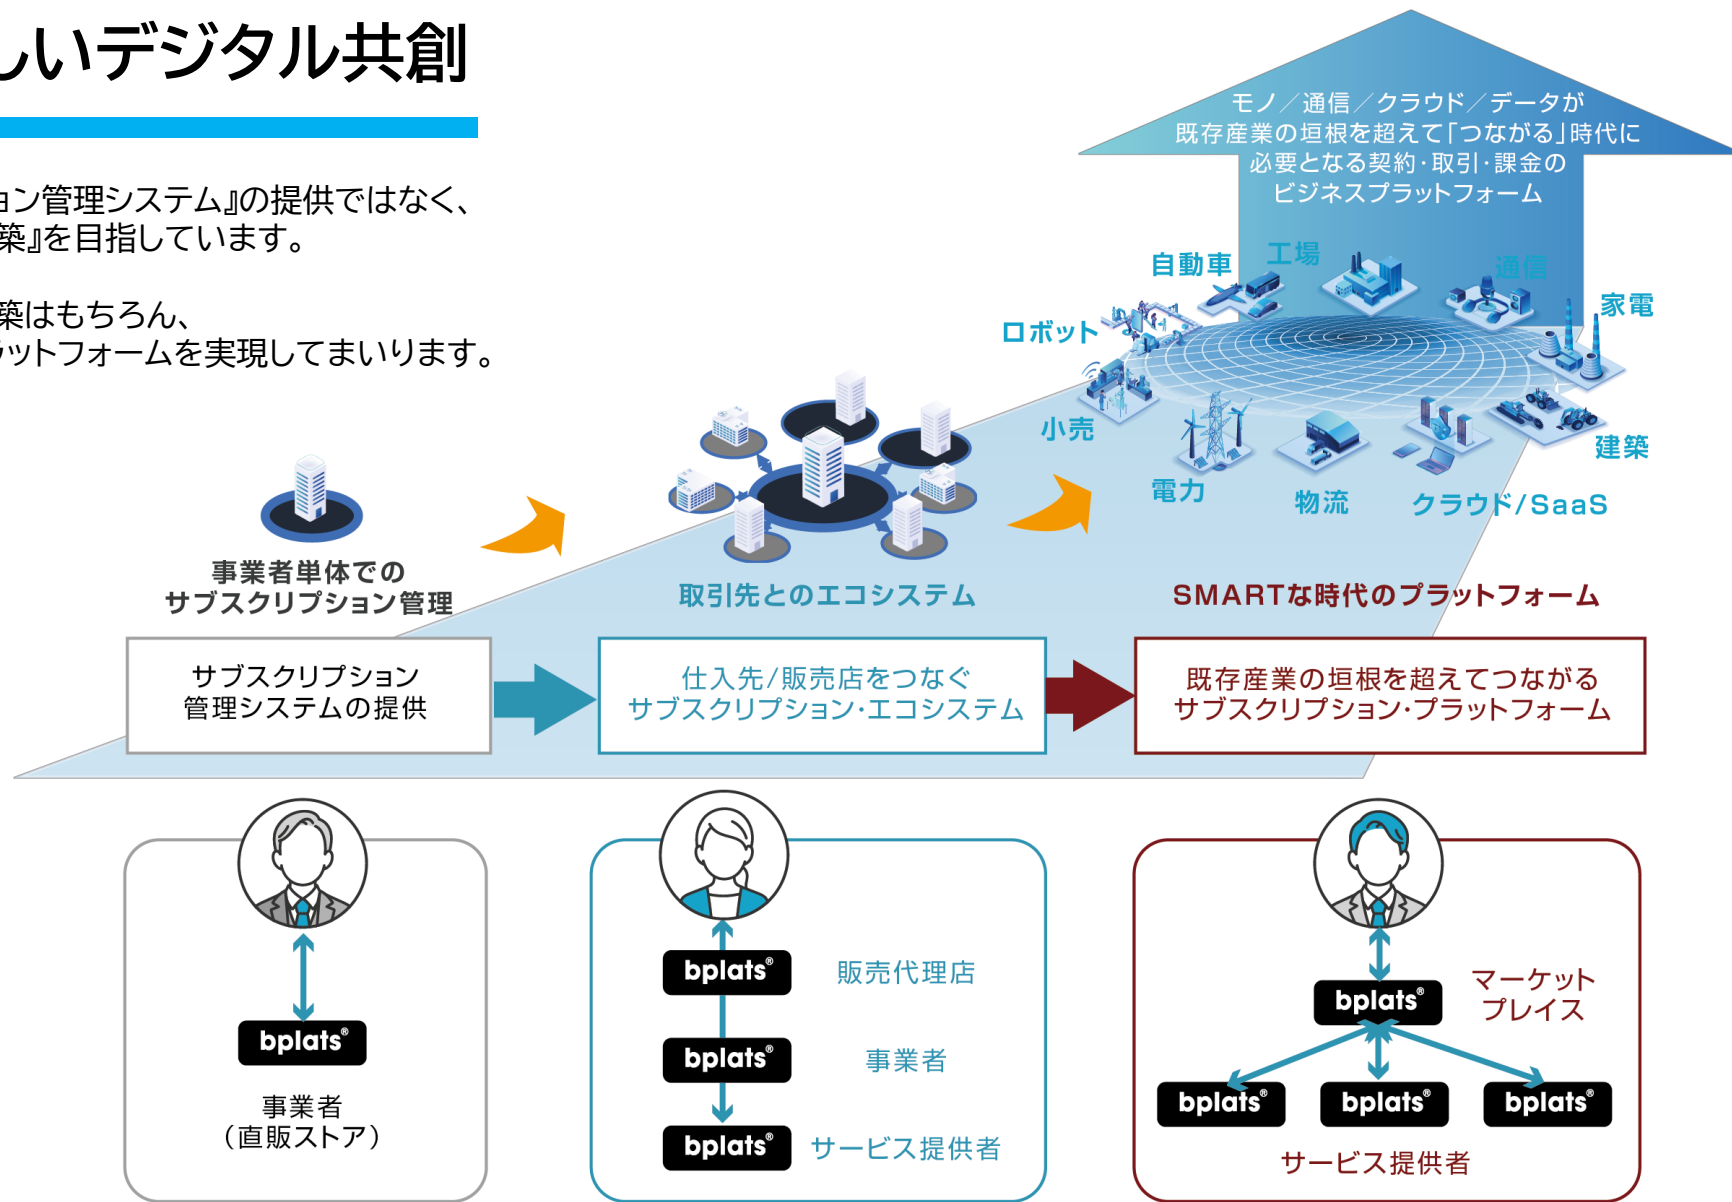 しいデジタル共創
ョン管理システム』の提供ではなく、
築』を目指しています。
築はもちろん、
ラットフォームを実現してまいります。
モノ／通信／クラウド／データが
既存産業の垣根を超えて「つながる」時代に
必要となる契約・取引・課金の
ビジネスプラットフォーム
自動車
工場
通信
家電
ロボット
小売
電力
物流
クラウド/SaaS
建築
事業者単体での
サブスクリプション管理
取引先とのエコシステム
SMARTな時代のプラットフォーム
サブスクリプション
管理システムの提供
仕入先/販売店をつなぐ
サブスクリプション・エコシステム
既存産業の垣根を超えてつながる
サブスクリプション・プラットフォーム
bplats®
事業者
（直販ストア）
bplats®
販売代理店
bplats®
事業者
bplats®
サービス提供者
bplats®
マーケット
プレイス
bplats®
bplats®
bplats®
サービス提供者